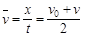 v̄ = x/t = (v₀ + v)/2